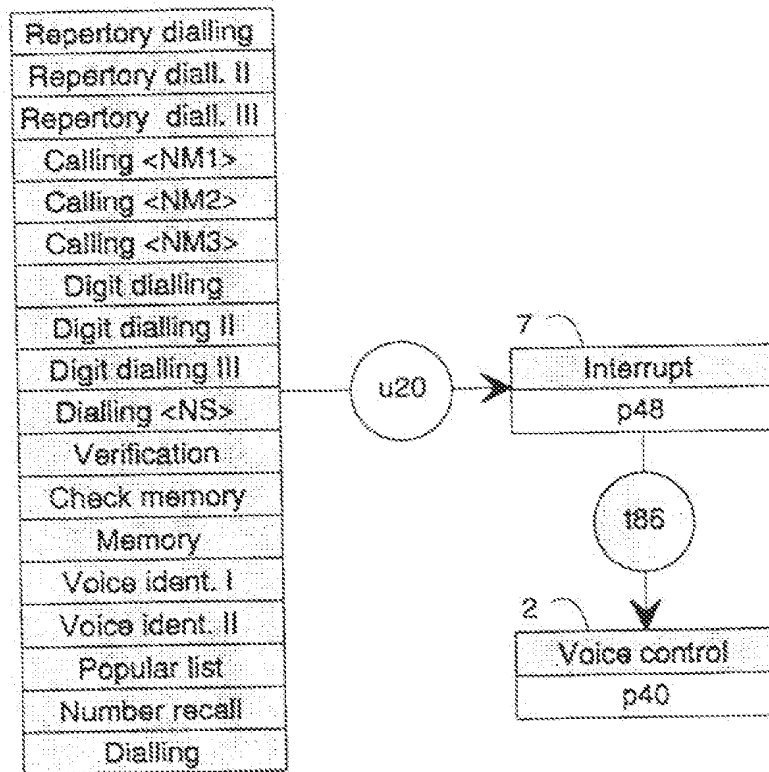 Repertory dialling
Repertory diall. II
Repertory diall. III
Calling <NM1>
Calling <NM2>
Calling <NM3>
Digit dialling
Digit dialling II
Digit dialling III
Dialling <NS>
Verification
Check memory
Memory
Voice ident. I
Voice ident. II
Popular list
Number recall
Dialling
u20
7
Interrupt
p48
t86
2
Voice control
p40